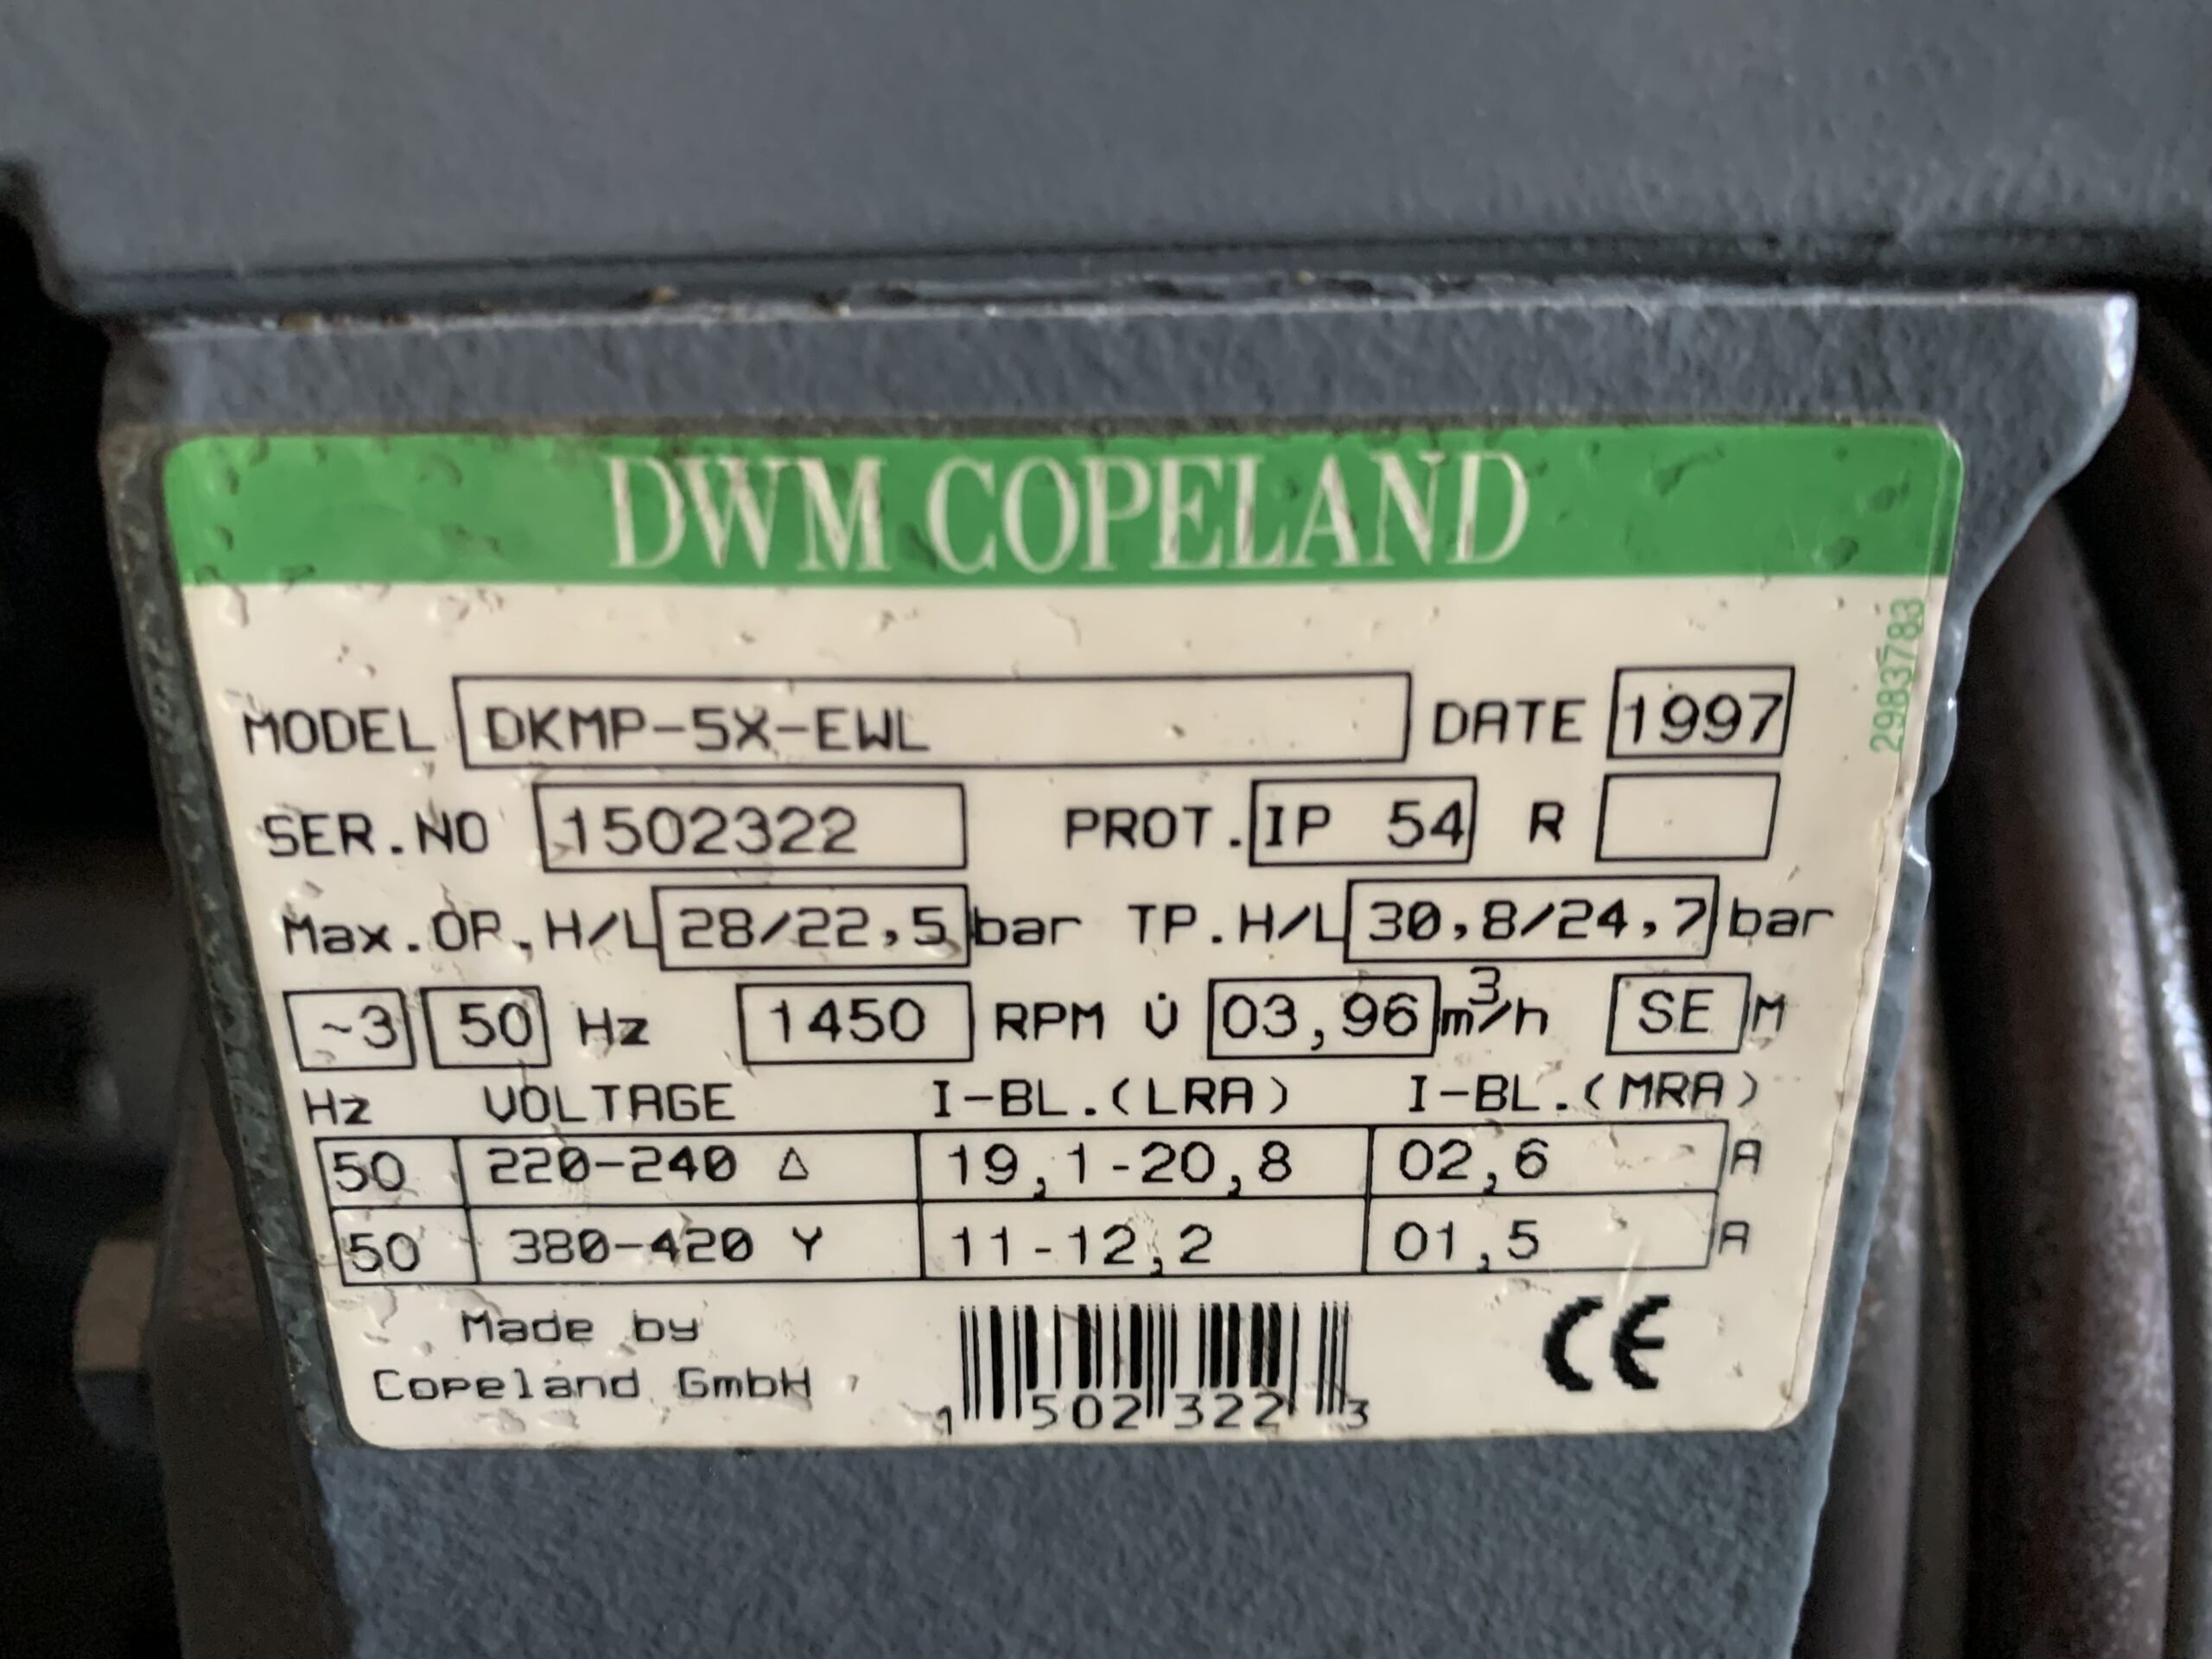 DWM COPELAND
2983783
MODEL DKMP-5X-EWL DATE 1997
SER.NO 1502322 PROT. IP 54 R
Max.OP.H/L 28/22,5 bar TP.H/L 30,8/24,7 bar
~3 50 Hz 1450 RPM V̇ 03,96 m³/h SE M
Hz VOLTAGE I-BL.(LRA) I-BL.(MRA)
50 220-240 Δ 19,1-20,8 02,6 A
50 380-420 Y 11-12,2 01,5 A
Made by
Copeland GmbH
1 502 322 3
CE